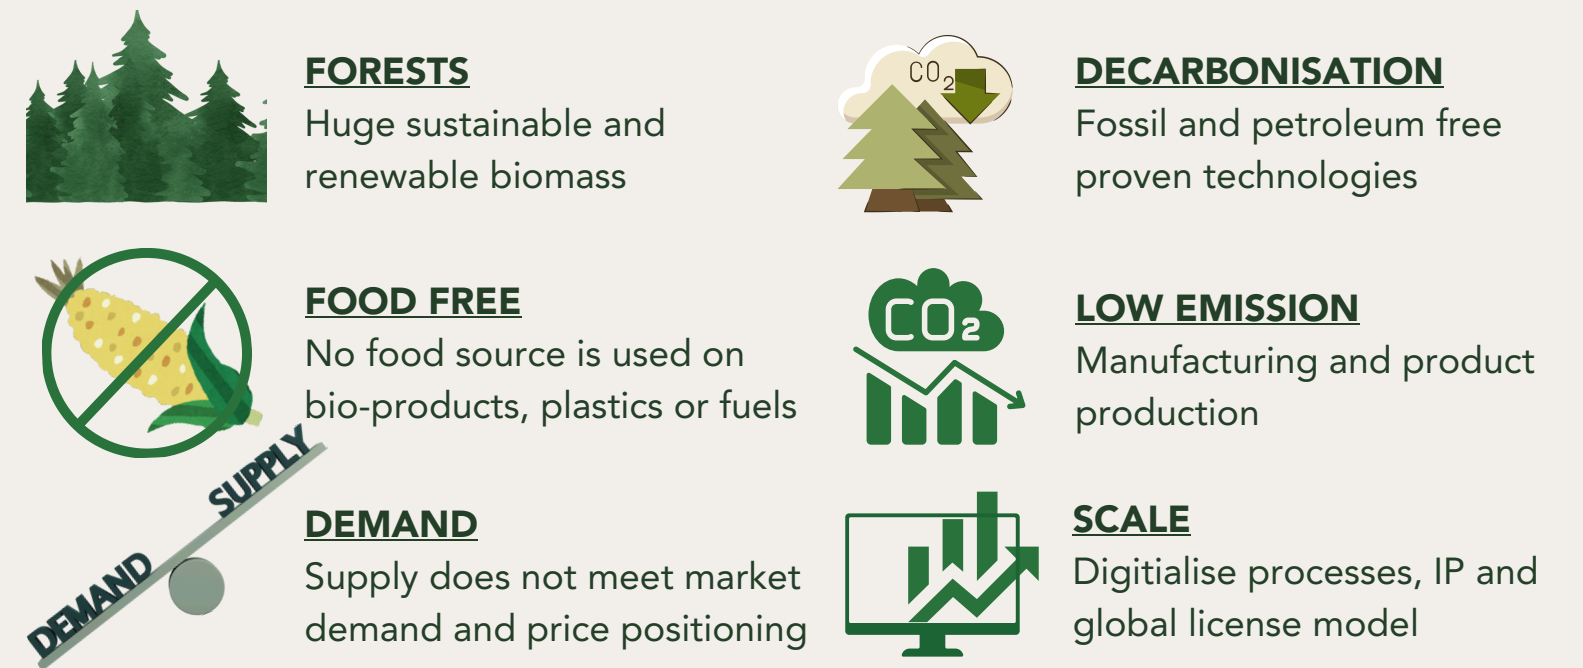 FORESTS
Huge sustainable and
renewable biomass
CO2
DECARBONISATION
Fossil and petroleum free
proven technologies
FOOD FREE
No food source is used on
bio-products, plastics or fuels
CO2
LOW EMISSION
Manufacturing and product
production
SUPPLY
DEMAND
DEMAND
Supply does not meet market
demand and price positioning
SCALE
Digitialise processes, IP and
global license model